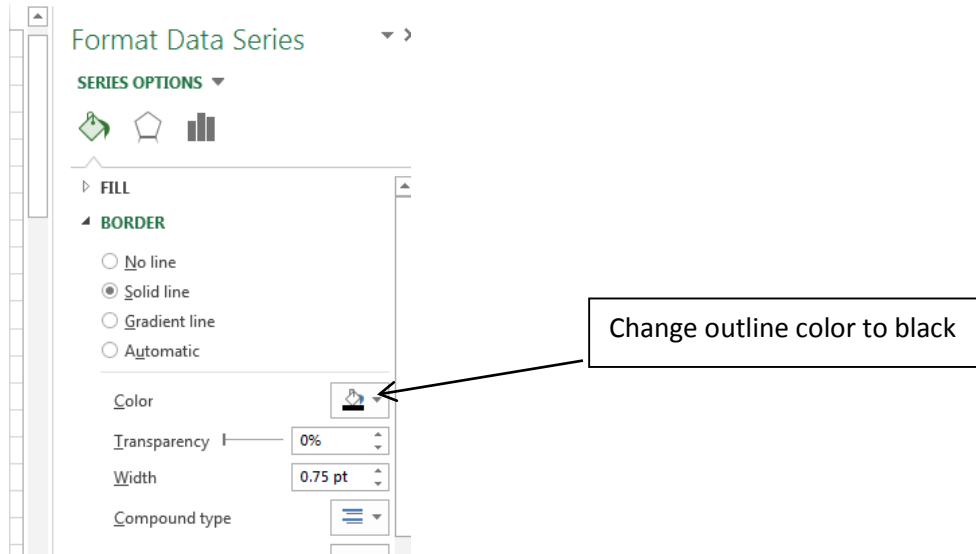 Format Data Series
SERIES OPTIONS
FILL
BORDER
No line
Solid line
Gradient line
Automatic
Change outline color to black
Color
Transparency 0%
Width 0.75 pt
Compound type